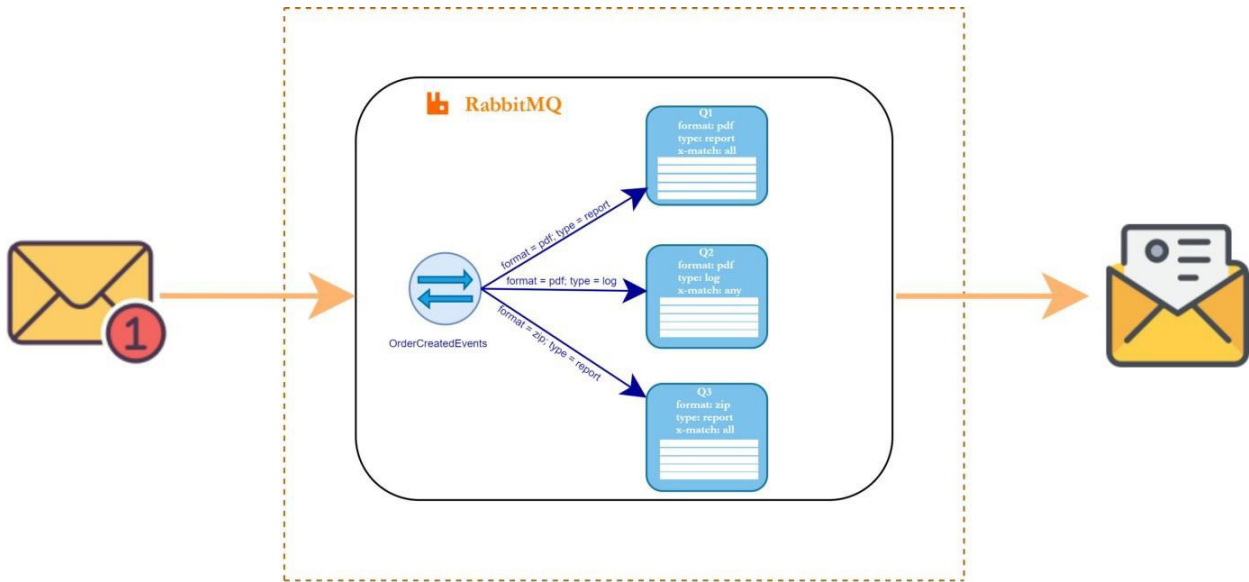 RabbitMQ
Q1
format: pdf
type: report
x-match: all
format = pdf; type = report
Q2
format: pdf
type: log
x-match: any
format = pdf; type = log
OrderCreatedEvents
format = zip; type = report
Q3
format: zip
type: report
x-match: all
1